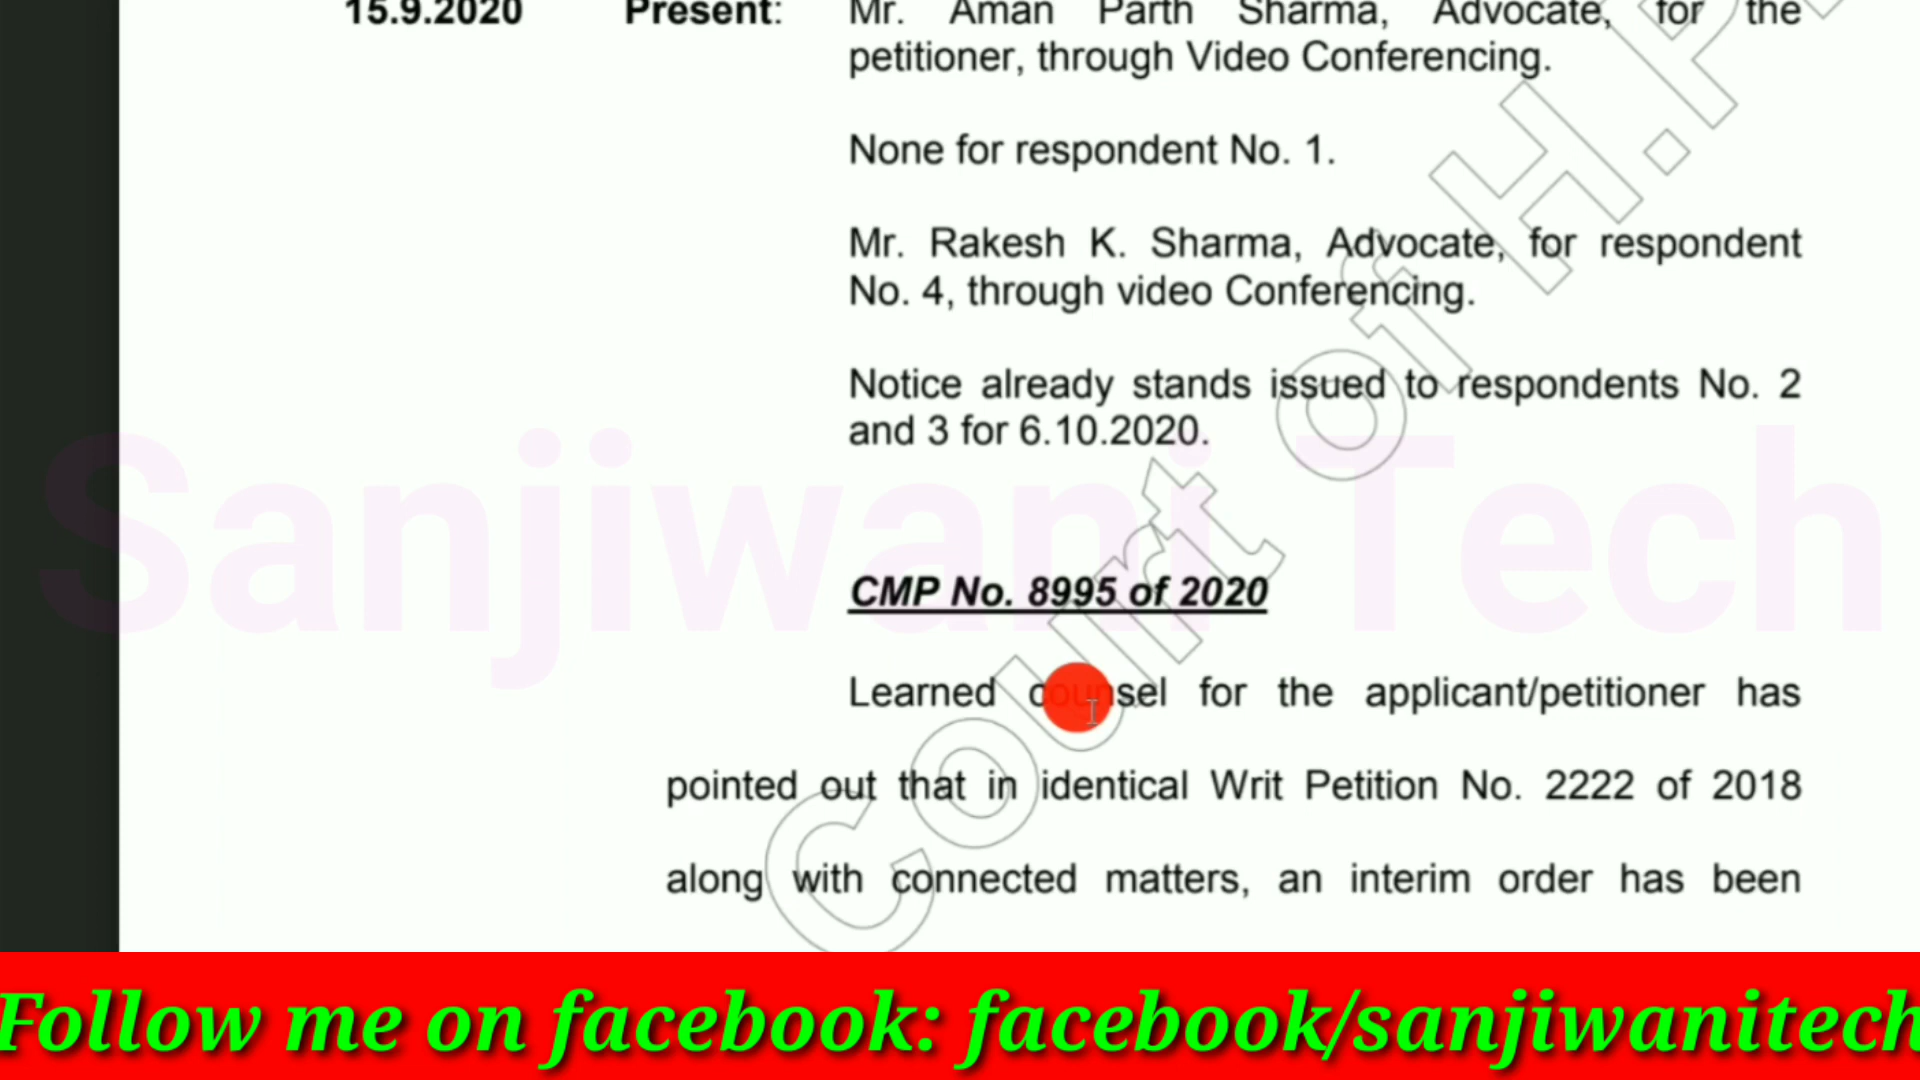 15.9.2020 Present: Mr. Aman Parth Sharma, Advocate, for the
petitioner, through Video Conferencing.
None for respondent No. 1.
Mr. Rakesh K. Sharma, Advocate, for respondent
No. 4, through video Conferencing.
Notice already stands issued to respondents No. 2
and 3 for 6.10.2020.
Sanjiwani Tech
CMP No. 8995 of 2020
Learned counsel for the applicant/petitioner has
pointed out that in identical Writ Petition No. 2222 of 2018
along with connected matters, an interim order has been
Court of H.P.
Follow me on facebook: facebook/sanjiwanitech